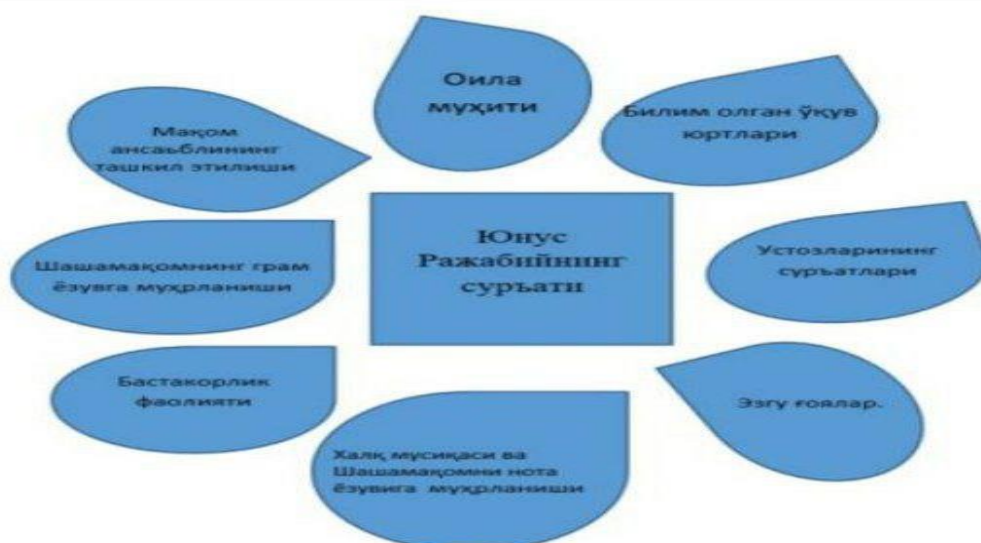 Оила
муҳити
Билим олган ўқув
юртлари
Мақом
ансаьблининг
ташкил этилиши
Юнус
Ражабийнинг
суръати
Устозларининг
суръатлари
Шашамақомнинг грам
ёзувга муҳрланиши
Бастакорлик
фаолияти
Эзгу ғоялар.
Халқ мусиқаси ва
Шашамақомни нота
ёзувига муҳрланиши